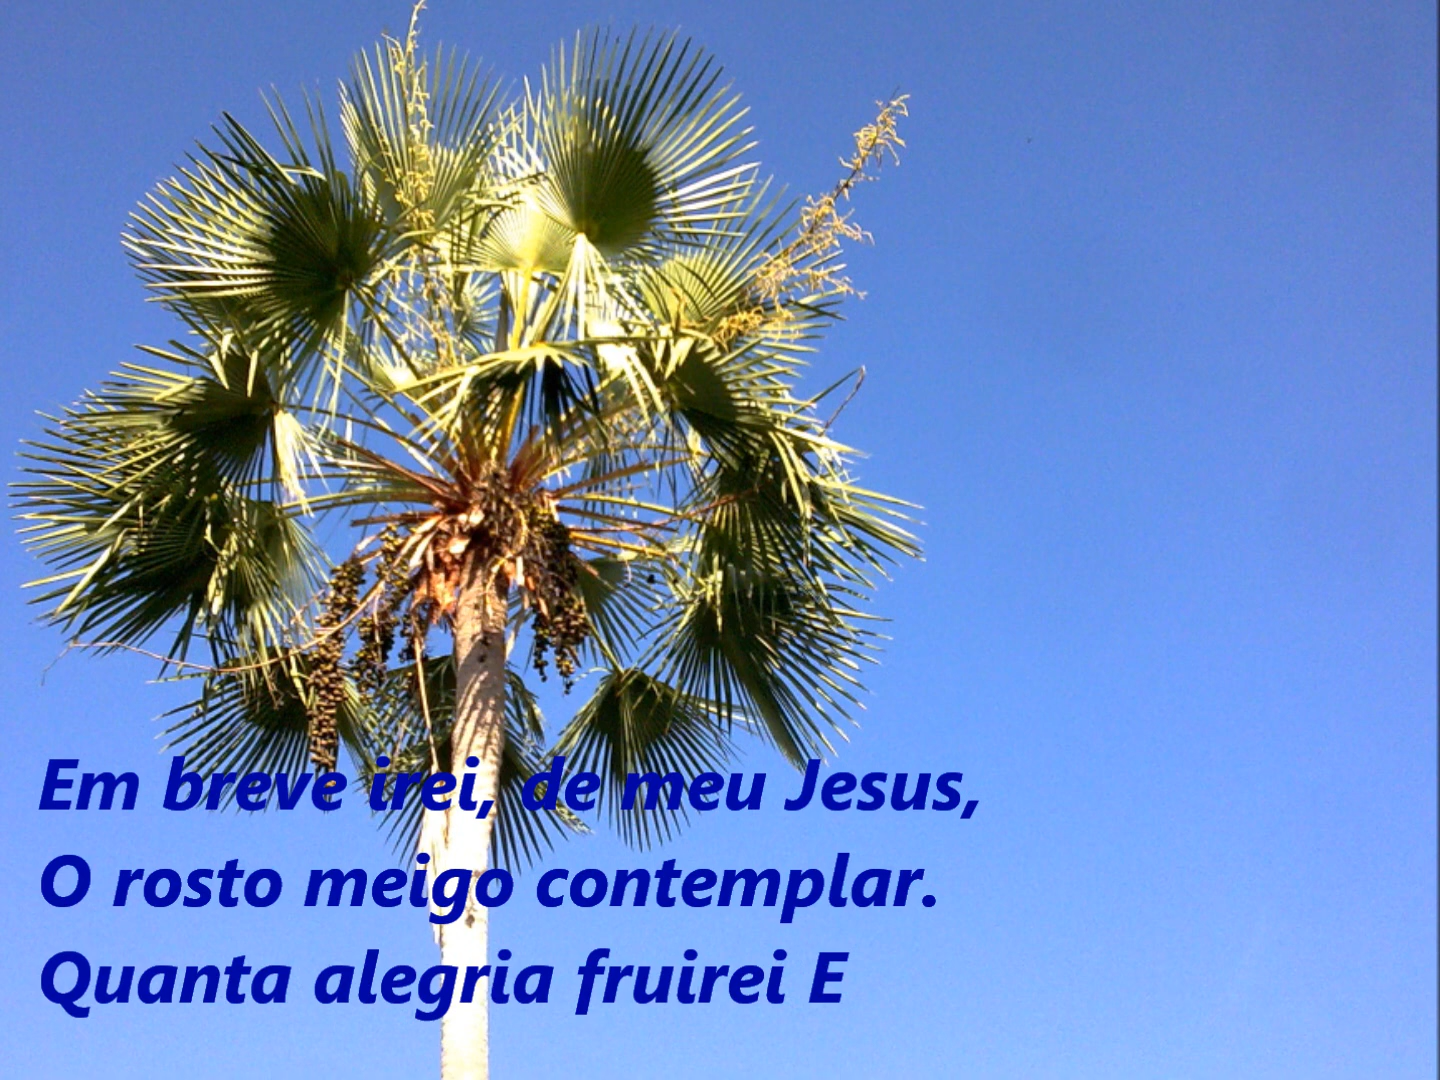 Em breve irei, de meu Jesus,
O rosto meigo contemplar.
Quanta alegria fruirei E